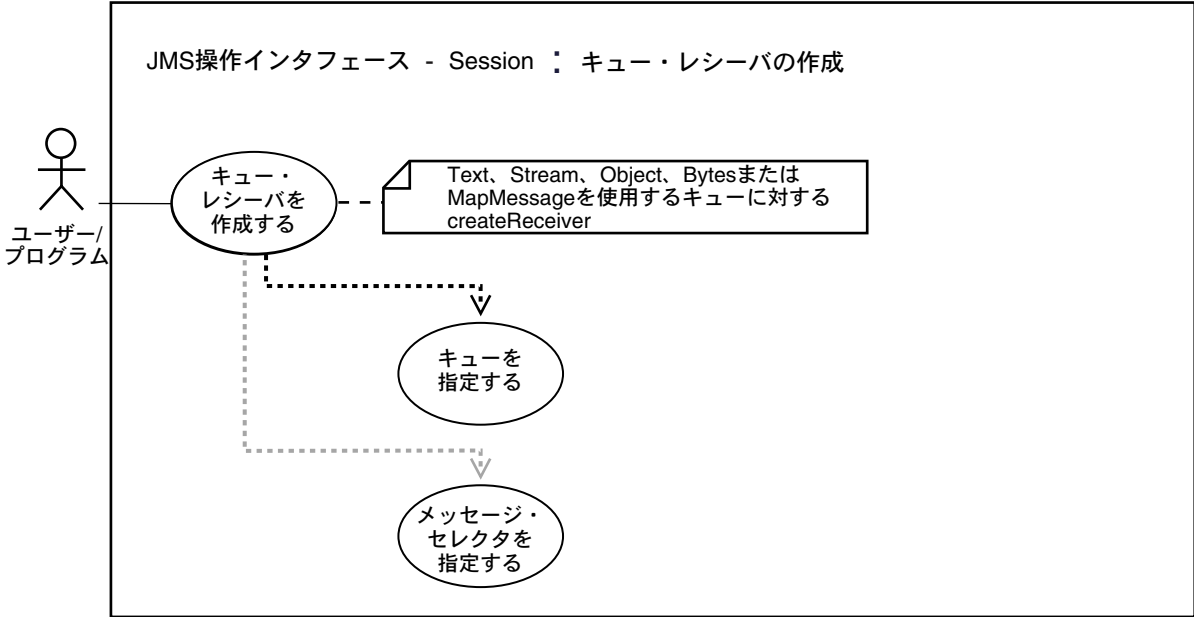 JMS操作インタフェース - Session : キュー・レシーバの作成
キュー・
レシーバを
作成する
Text、Stream、Object、Bytesまたは
MapMessageを使用するキューに対する
createReceiver
ユーザー/
プログラム
キューを
指定する
メッセージ・
セレクタを
指定する